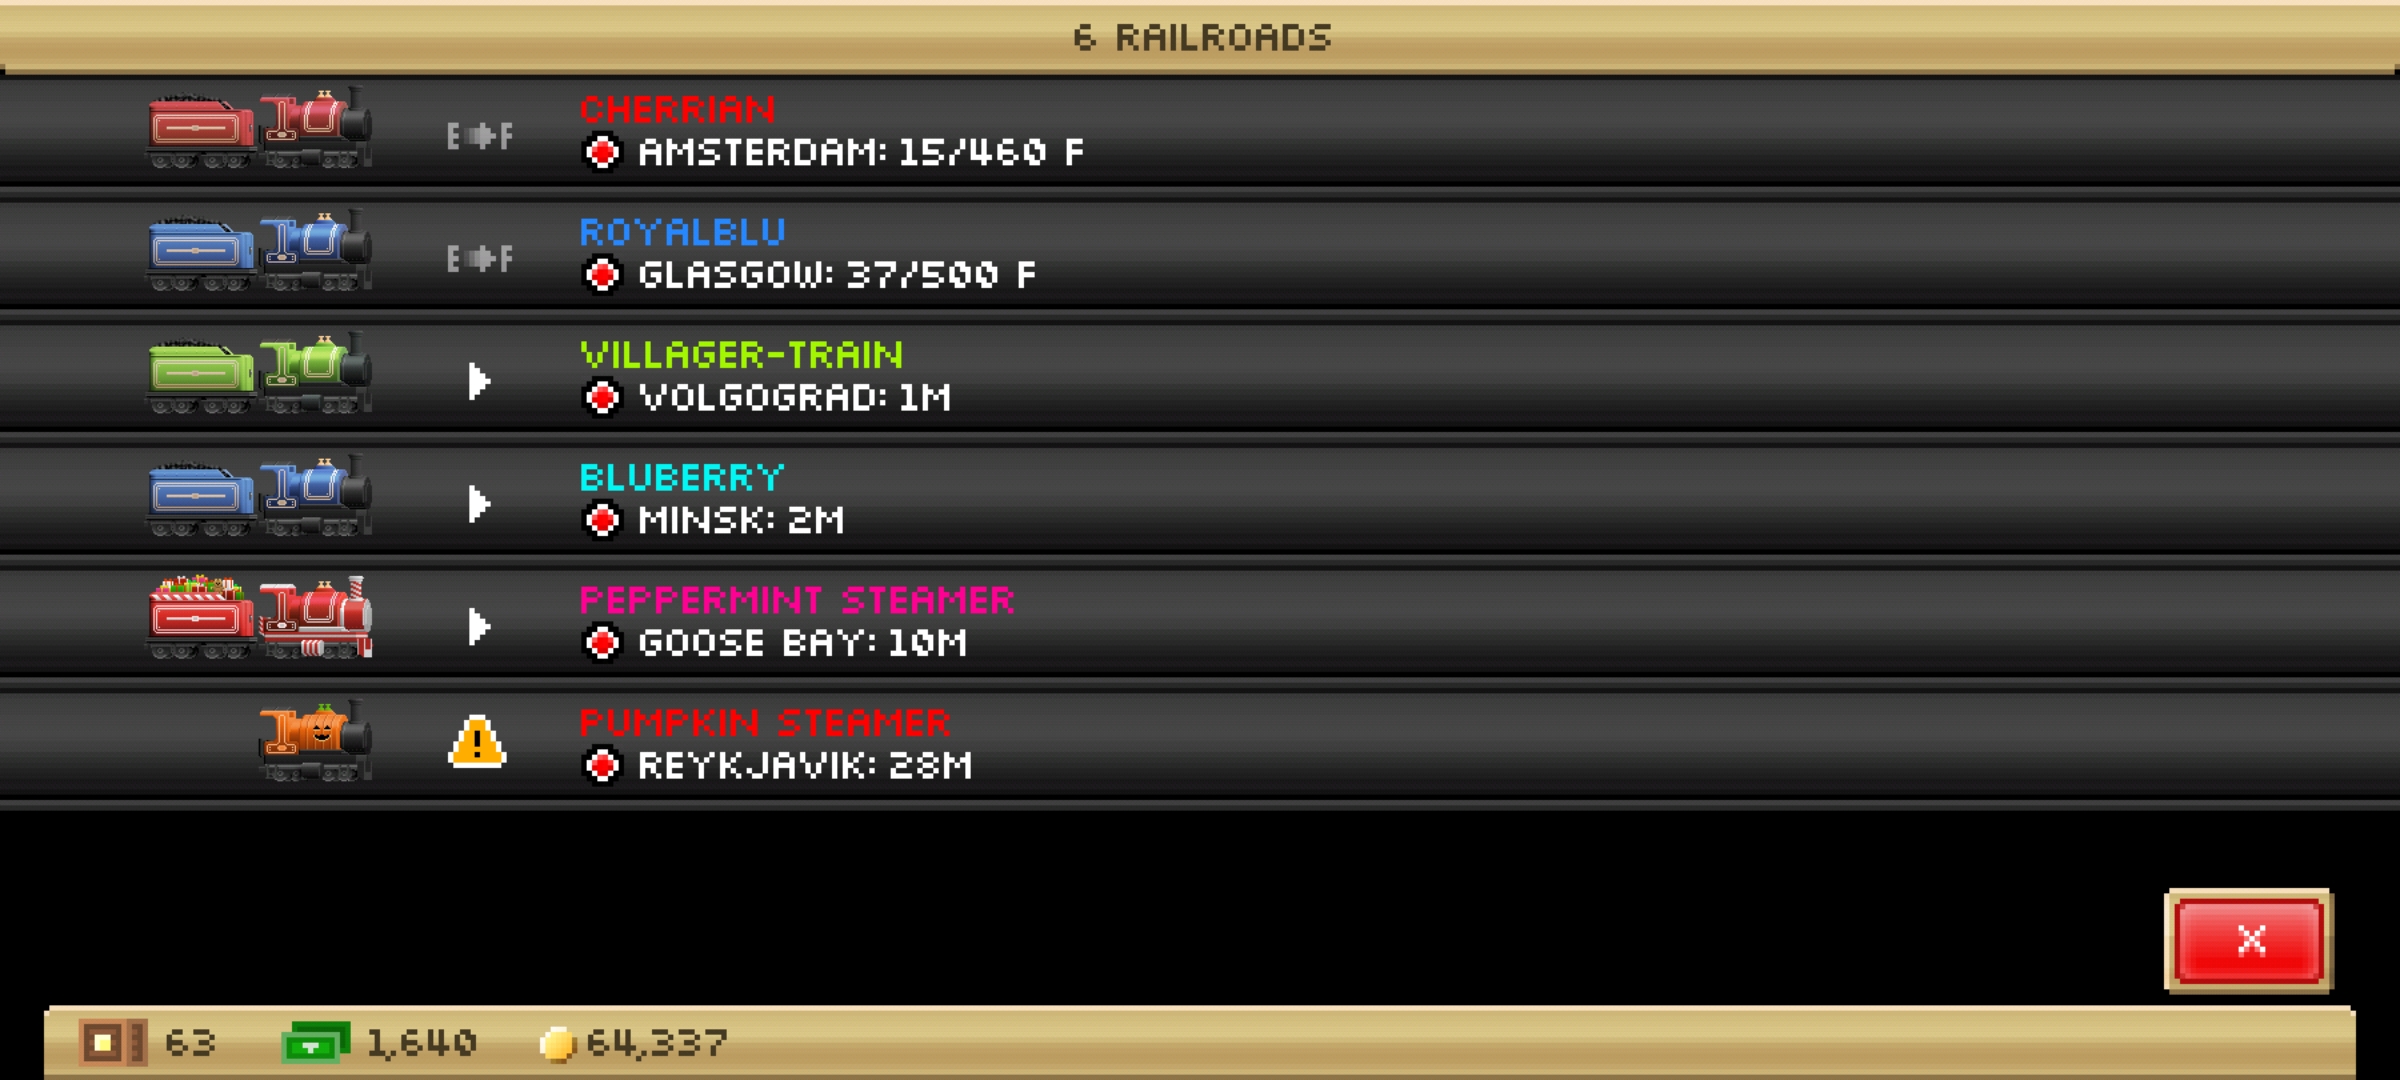 6 RAILROADS
CHERRIAN
E F
AMSTERDAM: 15/460 F
ROYALBLU
E F
GLASGOW: 37/500 F
VILLAGER-TRAIN
VOLGOGRAD: 1M
BLUBERRY
MINSK: 2M
PEPPERMINT STEAMER
GOOSE BAY: 10M
PUMPKIN STEAMER
!
REYKJAVIK: 28M
X
63 1,640 64,337